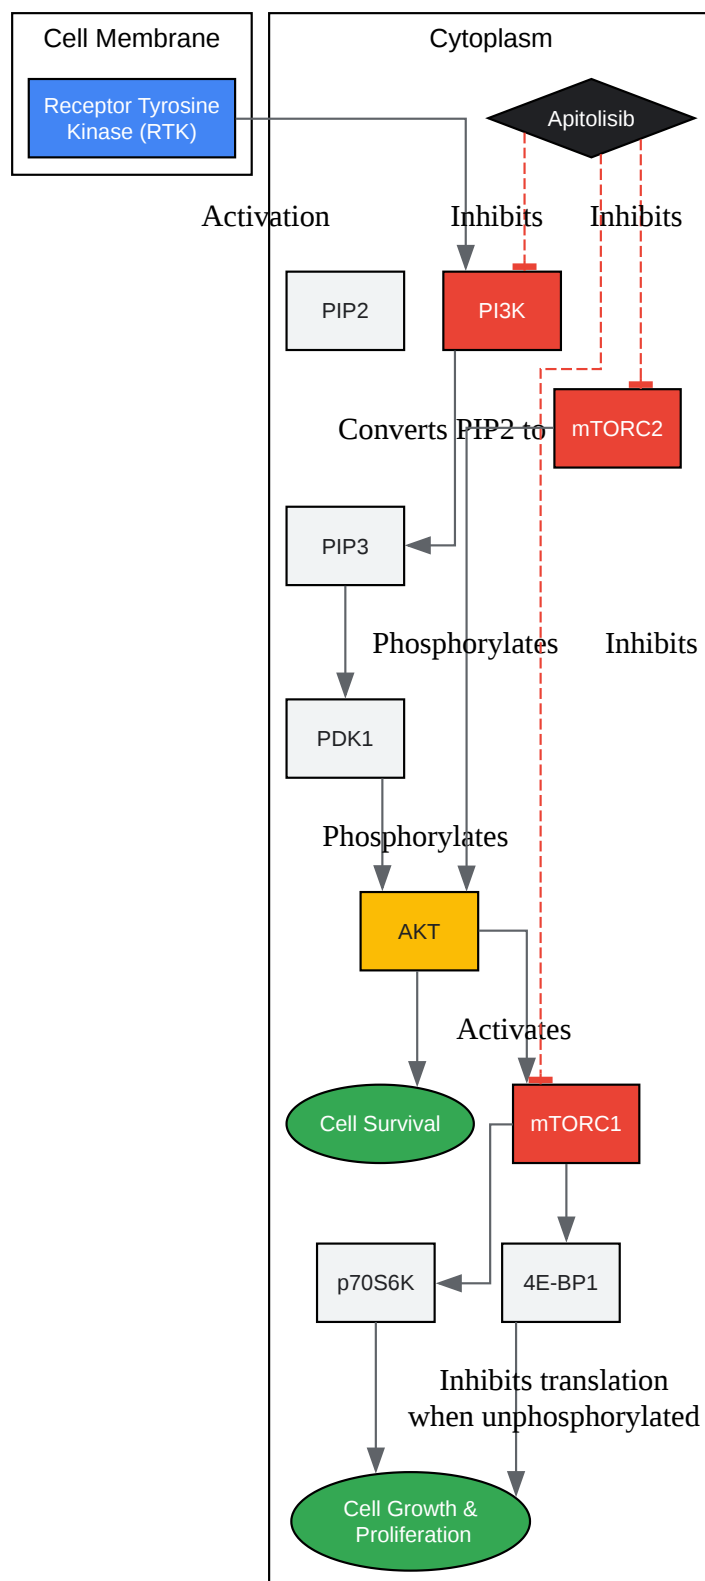 Cell Membrane
Cytoplasm
Receptor Tyrosine
Kinase (RTK)
Apitolisib
Activation
Inhibits
Inhibits
PIP2
PI3K
Converts PIP2 to
mTORC2
PIP3
Phosphorylates
Inhibits
PDK1
Phosphorylates
AKT
Activates
Cell Survival
mTORC1
p70S6K
4E-BP1
Inhibits translation
when unphosphorylated
Cell Growth &
Proliferation